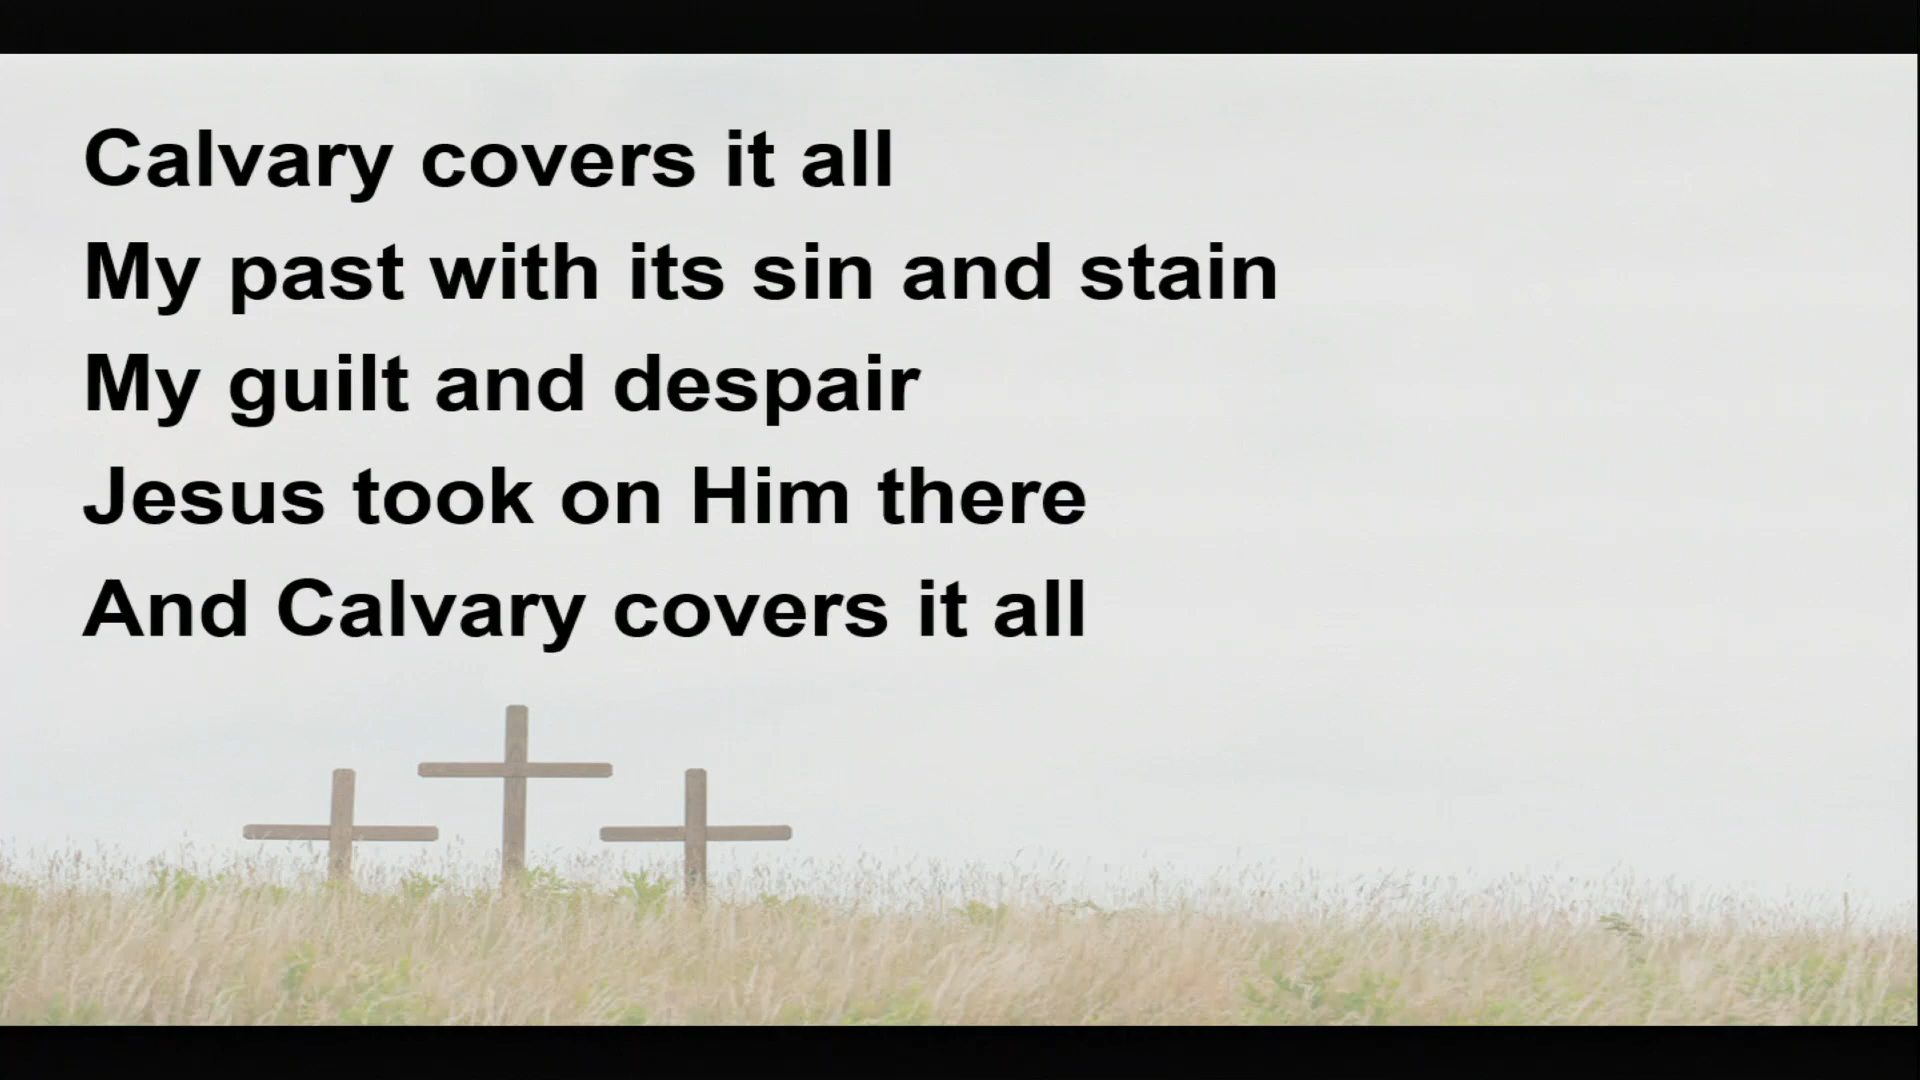 Calvary covers it all
My past with its sin and stain
My guilt and despair
Jesus took on Him there
And Calvary covers it all